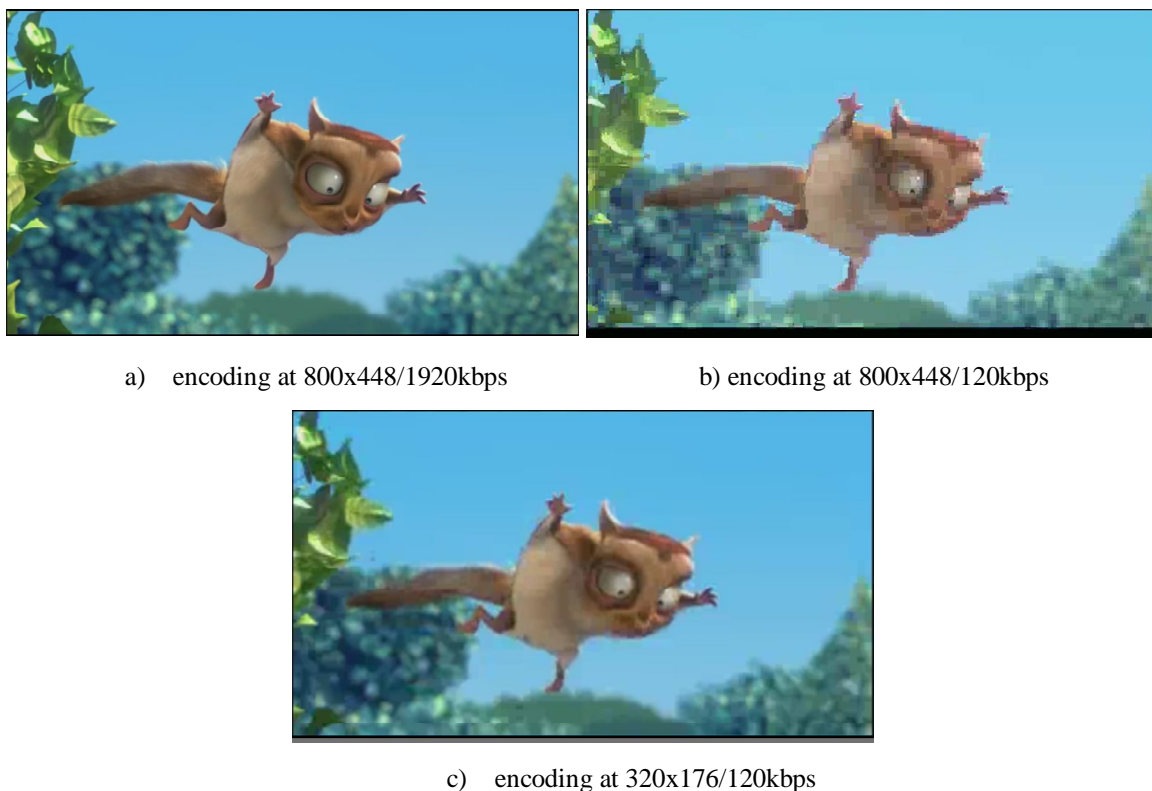 a) encoding at 800x448/1920kbps
b) encoding at 800x448/120kbps
c) encoding at 320x176/120kbps